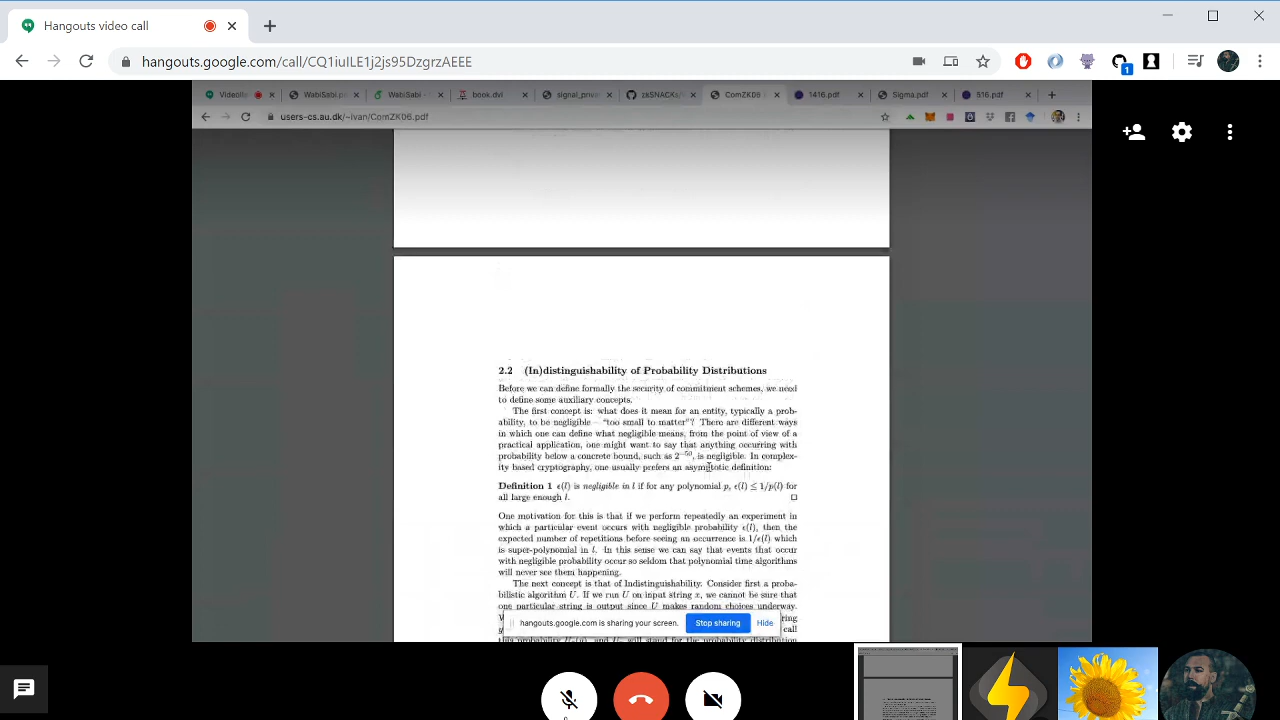 Hangouts video call
hangouts.google.com/call/CQ1iuILE1j2js95DzgrzAEEE
1
VideoRe
WabiSabi.p
WabiSabi -
_book.dvi
signal_priva
zkSNACKs/
ComZK06
1416.pdf
Sigma.pdf
816.pdf
users-cs.au.dk/~ivan/ComZK06.pdf
2.2 (In)distinguishability of Probability Distributions
Before we can define formally the security of commitment schemes, we need
to define some auxiliary concepts.
The first concept is: what does it mean for an entity, typically a prob-
ability, to be negligible – "too small to matter"? There are different ways
in which one can define what negligible means, from the point of view of a
practical application, one might want to say that anything occurring with
probability below a concrete bound, such as 2⁻⁵⁰, is negligible. In complex-
ity based cryptography, one usually prefers an asymptotic definition:
Definition 1 ϵ(l) is negligible in l if for any polynomial p, ϵ(l) ≤ 1/p(l) for
all large enough l. □
One motivation for this is that if we perform repeatedly an experiment in
which a particular event occurs with negligible probability ϵ(l), then the
expected number of repetitions before seeing an occurrence is 1/ϵ(l) which
is super-polynomial in l. In this sense we can say that events that occur
with negligible probability occur so seldom that polynomial time algorithms
will never see them happening.
The next concept is that of Indistinguishability. Consider first a proba-
bilistic algorithm U. If we run U on input string x, we cannot be sure that
one particular string is output since U makes random choices underway.
hangouts.google.com is sharing your screen. Stop sharing Hide
ring
call